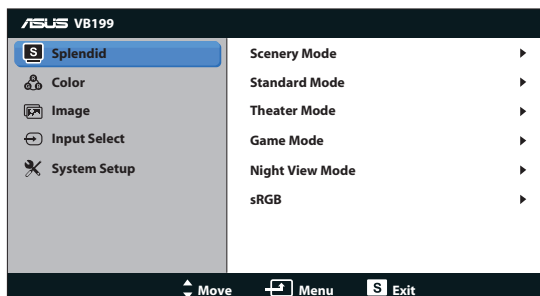 ASUS VB199
S Splendid
Color
Image
Input Select
System Setup
Scenery Mode
Standard Mode
Theater Mode
Game Mode
Night View Mode
sRGB
Move Menu S Exit